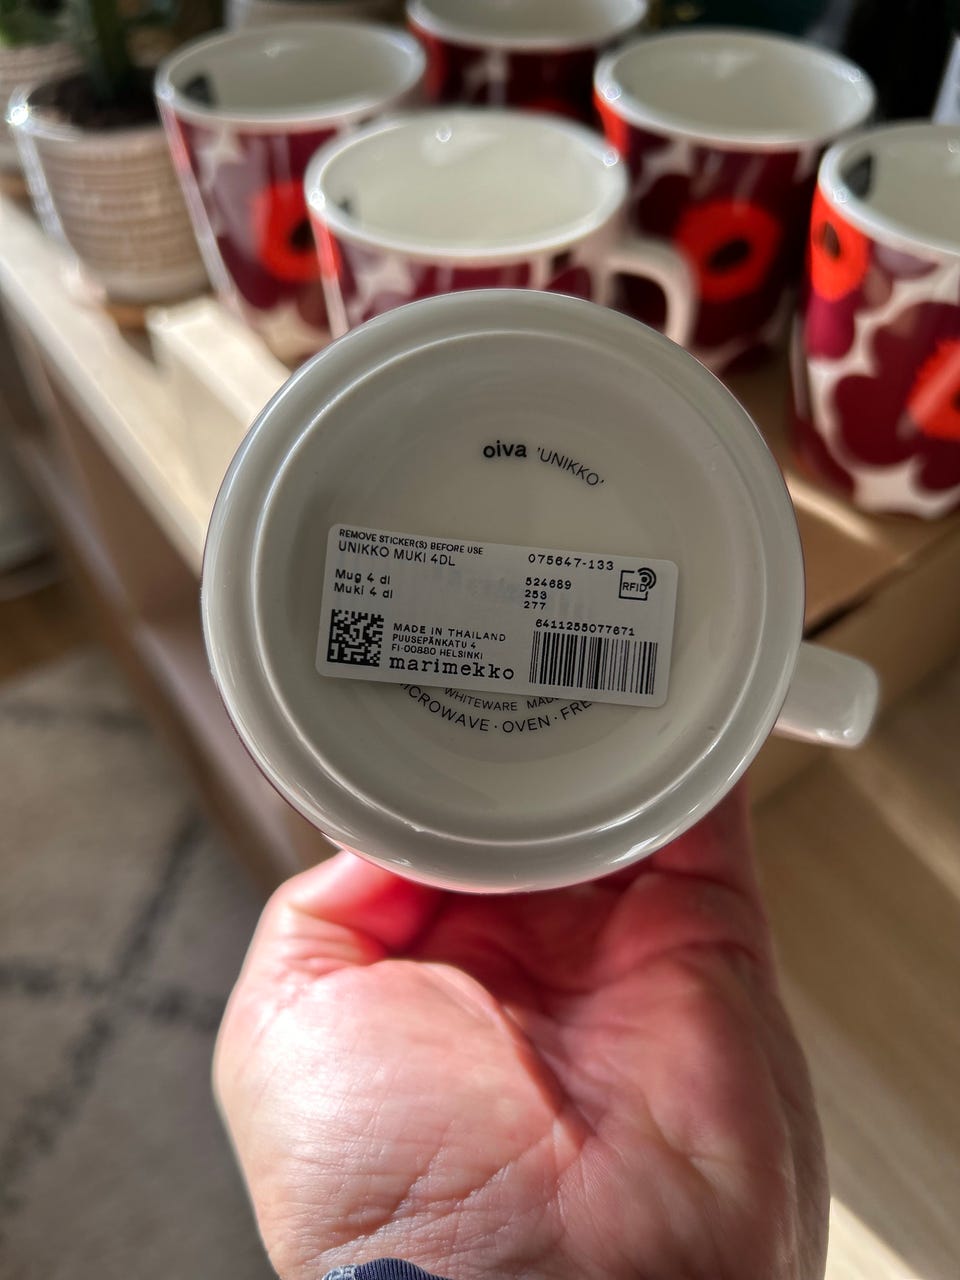 oiva 'UNIKKO'
REMOVE STICKER(S) BEFORE USE
UNIKKO MUKI 4DL
075647-133
Mug 4 dl
Muki 4 dl
524689
253
277
RFID
MADE IN THAILAND
PUUSEPÄNKATU 4
FI-00880 HELSINKI
marimekko
6411255077671
WHITEWARE
MICROWAVE · OVEN ·